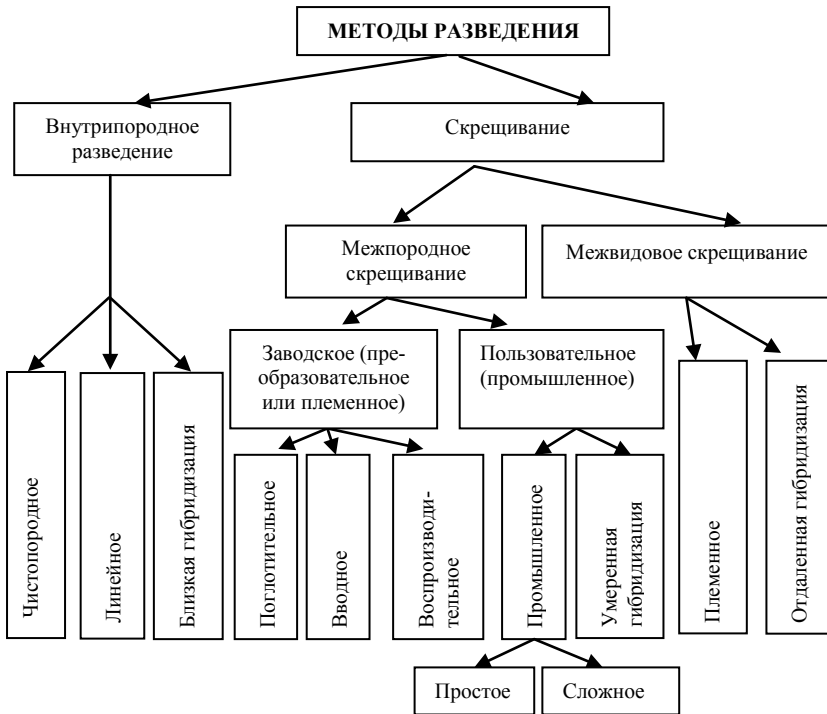 МЕТОДЫ РАЗВЕДЕНИЯ
Внутрипородное
разведение
Скрещивание
Межпородное
скрещивание
Межвидовое скрещивание
Заводское (пре-
образовательное
или племенное)
Пользовательное
(промышленное)
Чистопородное
Линейное
Близкая гибридизация
Поглотительное
Вводное
Воспроизводи-
тельное
Промышленное
Умеренная
гибридизация
Племенное
Отдаленная гибридизация
Простое
Сложное